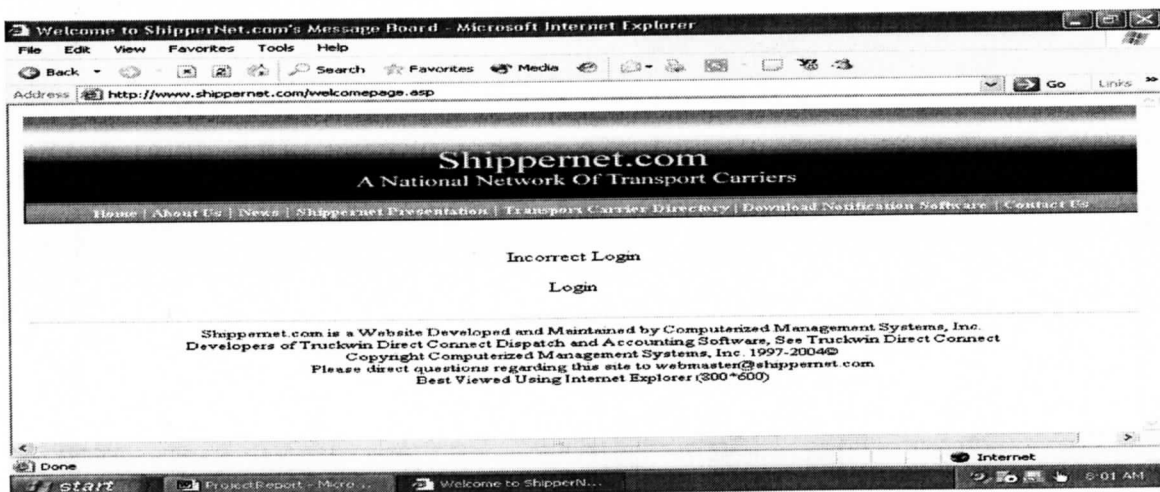 Welcome to ShipperNet.com's Message Board - Microsoft Internet Explorer
File Edit View Favorites Tools Help
Back Search Favorites Media
Address http://www.shippernet.com/welcomepage.asp Go Links »
Shippernet.com
A National Network Of Transport Carriers
Home | About Us | News | Shippernet Presentation | Transport Carrier Directory | Download Notification Software | Contact Us
Incorrect Login
Login
Shippernet.com is a Website Developed and Maintained by Computerized Management Systems, Inc.
Developers of Truckwin Direct Connect Dispatch and Accounting Software, See Truckwin Direct Connect
Copyright Computerized Management Systems, Inc. 1997-2004©
Please direct questions regarding this site to webmaster@shippernet.com
Best Viewed Using Internet Explorer (800*600)
Done Internet
start ProjectReport - Micro... Welcome to ShipperN... 8:01 AM